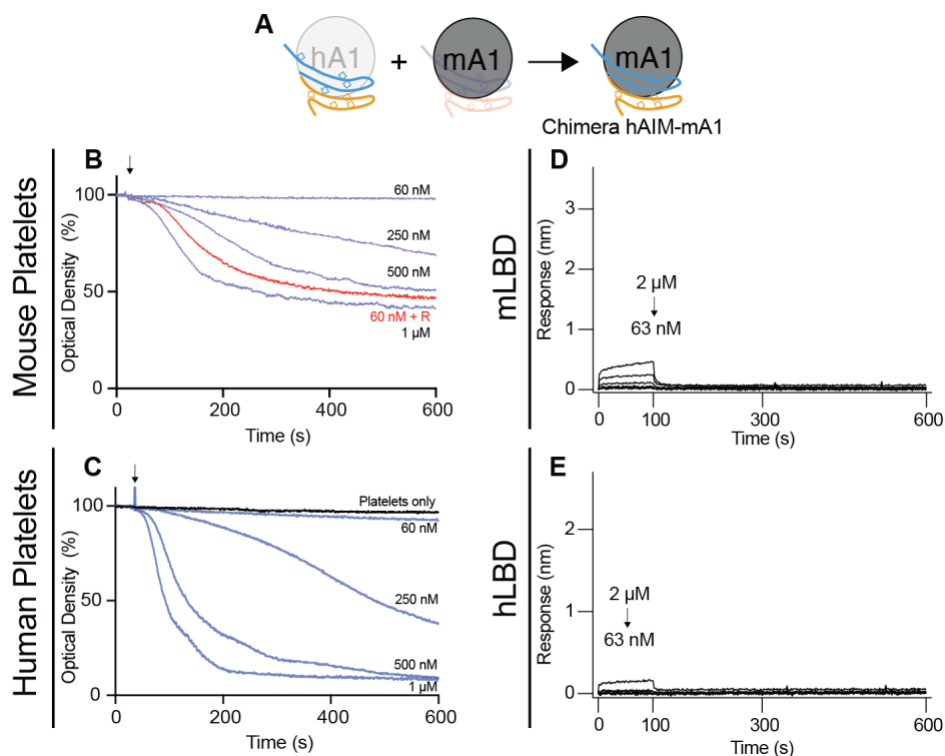 A
hA1
+
mA1
mA1
Chimera hAIM-mA1
Mouse Platelets
B
Optical Density (%)
100
50
0
60 nM
250 nM
500 nM
60 nM + R
1 µM
0
200
400
600
Time (s)
mLBD
D
Response (nm)
3
2
1
0
2 µM
63 nM
0
100
300
600
Time (s)
Human Platelets
C
Optical Density (%)
100
50
0
Platelets only
60 nM
250 nM
500 nM
1 µM
0
200
400
600
Time (s)
hLBD
E
Response (nm)
2
1
0
2 µM
63 nM
0
100
300
600
Time (s)